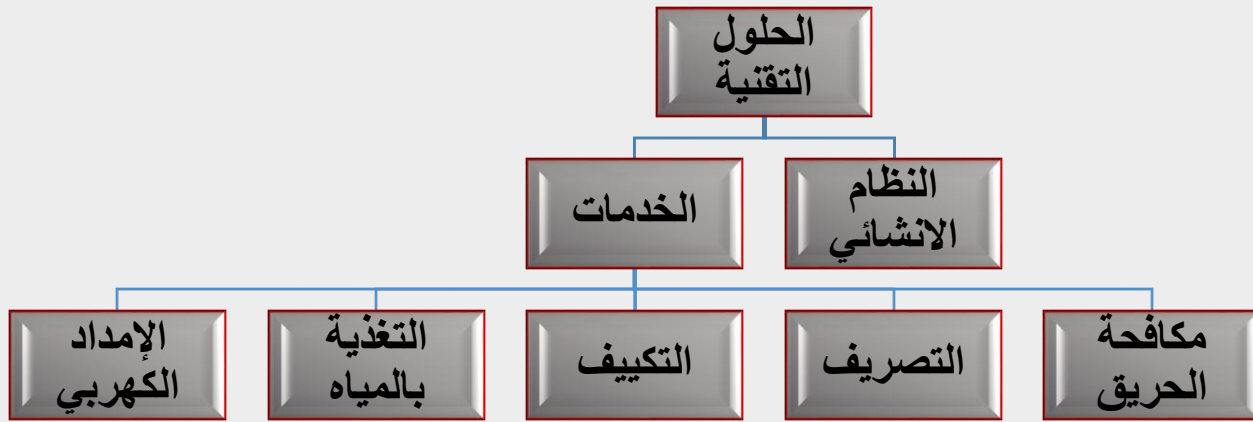 الحلول
التقنية
النظام
الانشائي
الخدمات
مكافحة
الحريق
التصريف
التكييف
التغذية
بالمياه
الإمداد
الكهربي